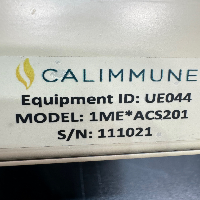 CALIMMUNE
Equipment ID: UE044
MODEL: 1ME*ACS201
S/N: 111021